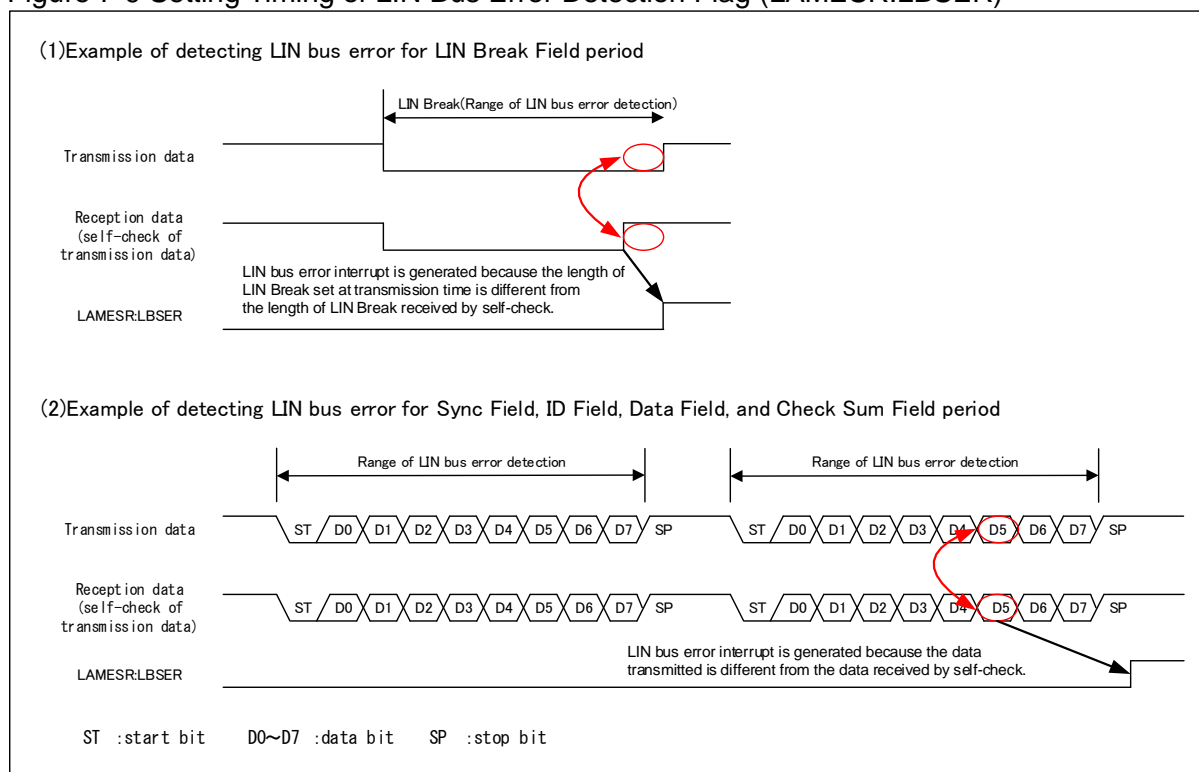 Figure 7-6 Setting Timing of LIN Bus Error Detection Flag (LAMESR:LBSER)
(1)Example of detecting LIN bus error for LIN Break Field period
LIN Break(Range of LIN bus error detection)
Transmission data
Reception data
(self-check of
transmission data)
LIN bus error interrupt is generated because the length of
LIN Break set at transmission time is different from
the length of LIN Break received by self-check.
LAMESR:LBSER
(2)Example of detecting LIN bus error for Sync Field, ID Field, Data Field, and Check Sum Field period
Range of LIN bus error detection Range of LIN bus error detection
Transmission data ST D0 D1 D2 D3 D4 D5 D6 D7 SP ST D0 D1 D2 D3 D4 D5 D6 D7 SP
Reception data
(self-check of
transmission data)
ST D0 D1 D2 D3 D4 D5 D6 D7 SP ST D0 D1 D2 D3 D4 D5 D6 D7 SP
LIN bus error interrupt is generated because the data
transmitted is different from the data received by self-check.
LAMESR:LBSER
ST :start bit D0～D7 :data bit SP :stop bit